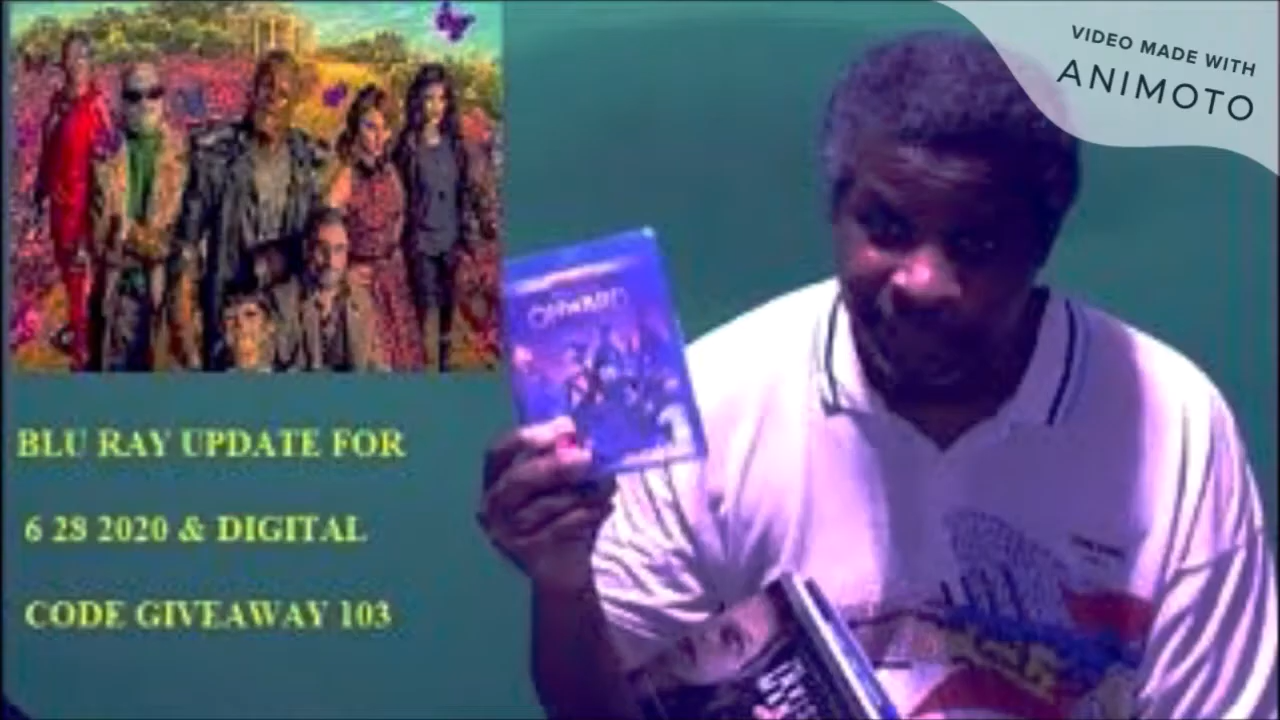 VIDEO MADE WITH
ANIMOTO
ONWARD
BLU RAY UPDATE FOR
6 28 2020 & DIGITAL
CODE GIVEAWAY 103